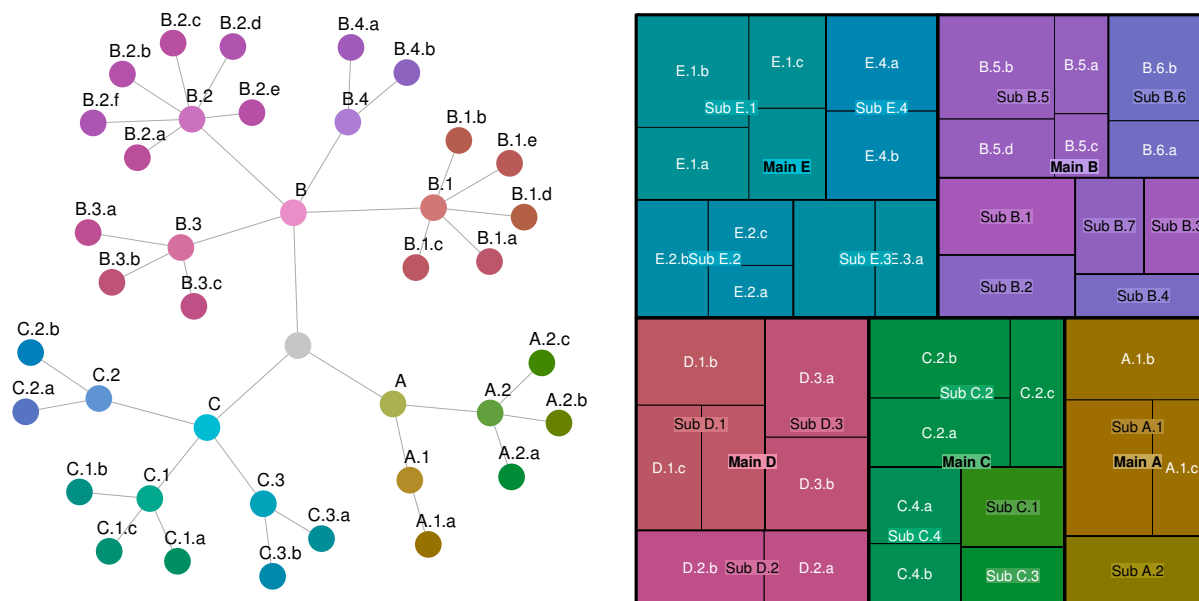 B.2.c
B.2.d
B.2.b
B.2.f
B.2
B.2.e
B.2.a
B.4.a
B.4.b
B.4
B.1.b
B.1.e
B.1
B.1.d
B.1.c
B.1.a
B
B.3.a
B.3
B.3.b
B.3.c
C.2.b
C.2
C.2.a
C
C.1.b
C.1
C.1.c
C.1.a
C.3
C.3.a
C.3.b
A
A.2.c
A.2
A.2.b
A.2.a
A.1
A.1.a
E.1.b
E.1.c
Sub E.1
E.1.a
Main E
E.4.a
Sub E.4
E.4.b
E.2.b
E.2.c
Sub E.2
E.2.a
Sub E.3
E.3.a
B.5.b
B.5.a
Sub B.5
B.5.d
B.5.c
Main B
B.6.b
Sub B.6
B.6.a
Sub B.1
Sub B.7
Sub B.3
Sub B.2
Sub B.4
D.1.b
Sub D.1
D.1.c
Main D
D.3.a
Sub D.3
D.3.b
D.2.b
Sub D.2
D.2.a
C.2.b
Sub C.2
C.2.c
C.2.a
Main C
C.4.a
Sub C.4
C.4.b
Sub C.1
Sub C.3
A.1.b
Sub A.1
Main A
A.1.c
Sub A.2